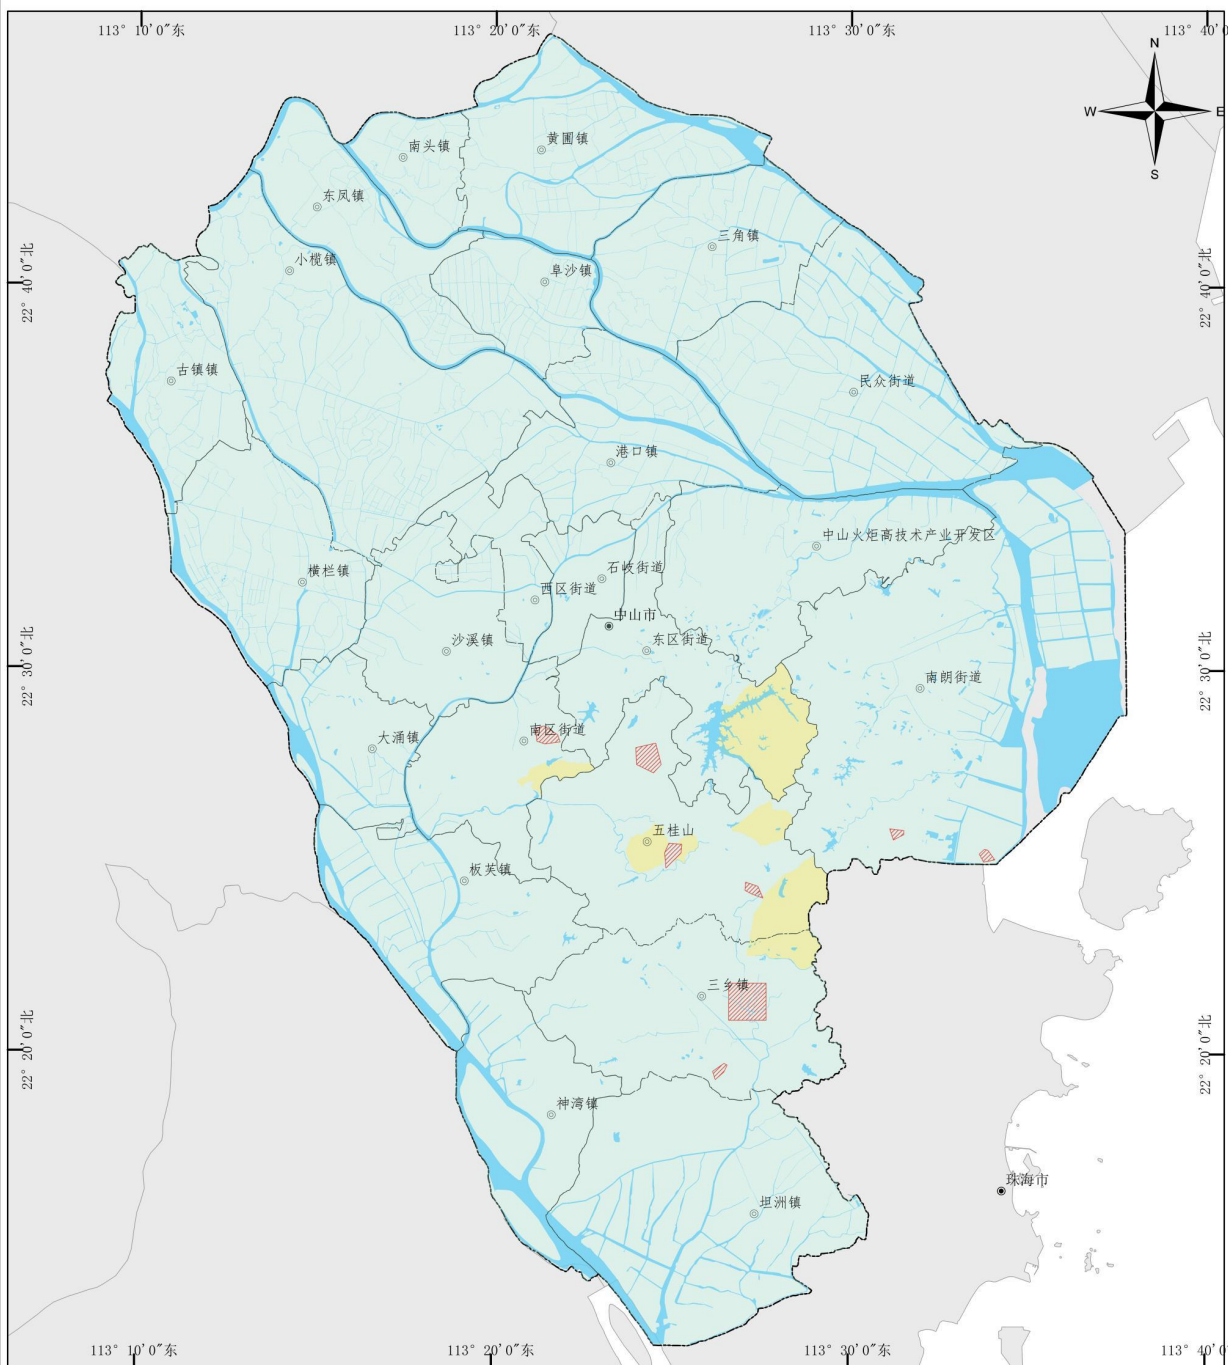 113° 10′0″东
113° 20′0″东
113° 30′0″东
113° 40′0
N
W
E
S
22° 40′0″北
22° 40′0″北
22° 30′0″北
22° 30′0″北
22° 20′0″北
22° 20′0″北
黄圃镇
南头镇
东凤镇
三角镇
小榄镇
阜沙镇
古镇镇
民众街道
港口镇
中山火炬高技术产业开发区
石岐街道
横栏镇
西区街道
中山市
沙溪镇
东区街道
南朗街道
南区街道
大涌镇
五桂山
板芙镇
三乡镇
神湾镇
珠海市
坦洲镇
113° 10′0″东
113° 20′0″东
113° 30′0″东
113° 40′0